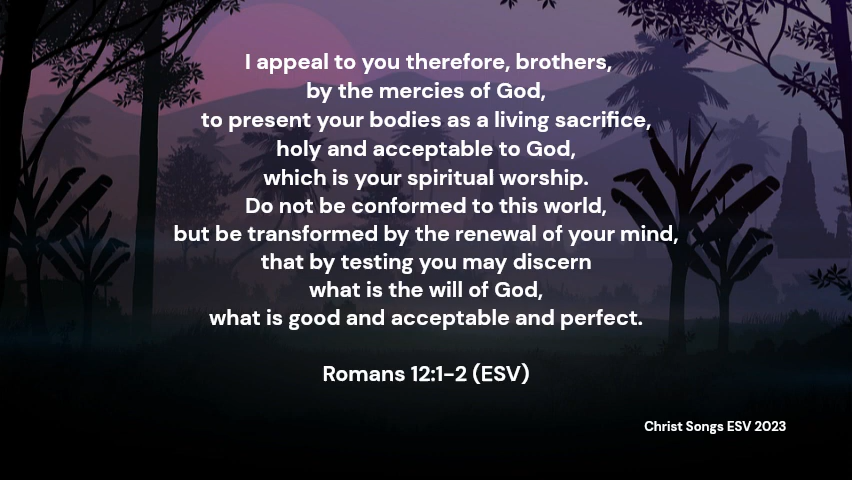 I appeal to you therefore, brothers,
by the mercies of God,
to present your bodies as a living sacrifice,
holy and acceptable to God,
which is your spiritual worship.
Do not be conformed to this world,
but be transformed by the renewal of your mind,
that by testing you may discern
what is the will of God,
what is good and acceptable and perfect.
Romans 12:1-2 (ESV)
Christ Songs ESV 2023